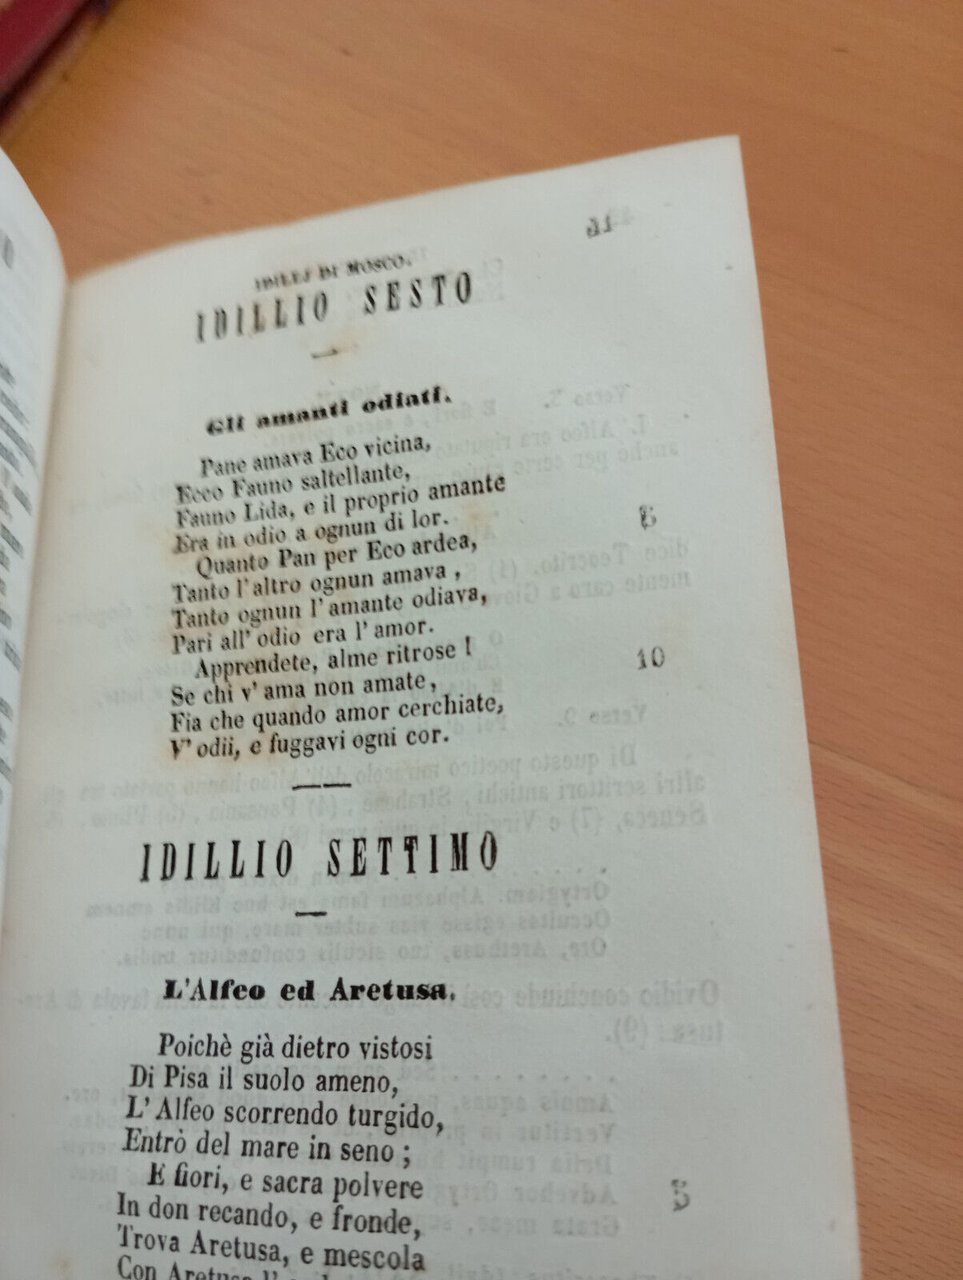 IDILLJ DI MOSCO.
IDILLIO SESTO
Gli amanti odiati.
Pane amava Eco vicina,
Ecco Fauno saltellante,
Fauno Lida, e il proprio amante
Era in odio a ognun di lor.
Quanto Pan per Eco ardea, 5
Tanto l'altro ognun amava,
Tanto ognun l'amante odiava,
Pari all'odio era l'amor.
Apprendete, alme ritrose!
Se chi v'ama non amate, 10
Fia che quando amor cerchiate,
V'odii, e fuggavi ogni cor.
IDILLIO SETTIMO
L'Alfeo ed Aretusa.
Poichè già dietro vistosi
Di Pisa il suolo ameno,
L'Alfeo scorrendo turgido,
Entrò del mare in seno;
E fiori, e sacra polvere 5
In don recando, e fronde,
Trova Aretusa, e mescola
Con